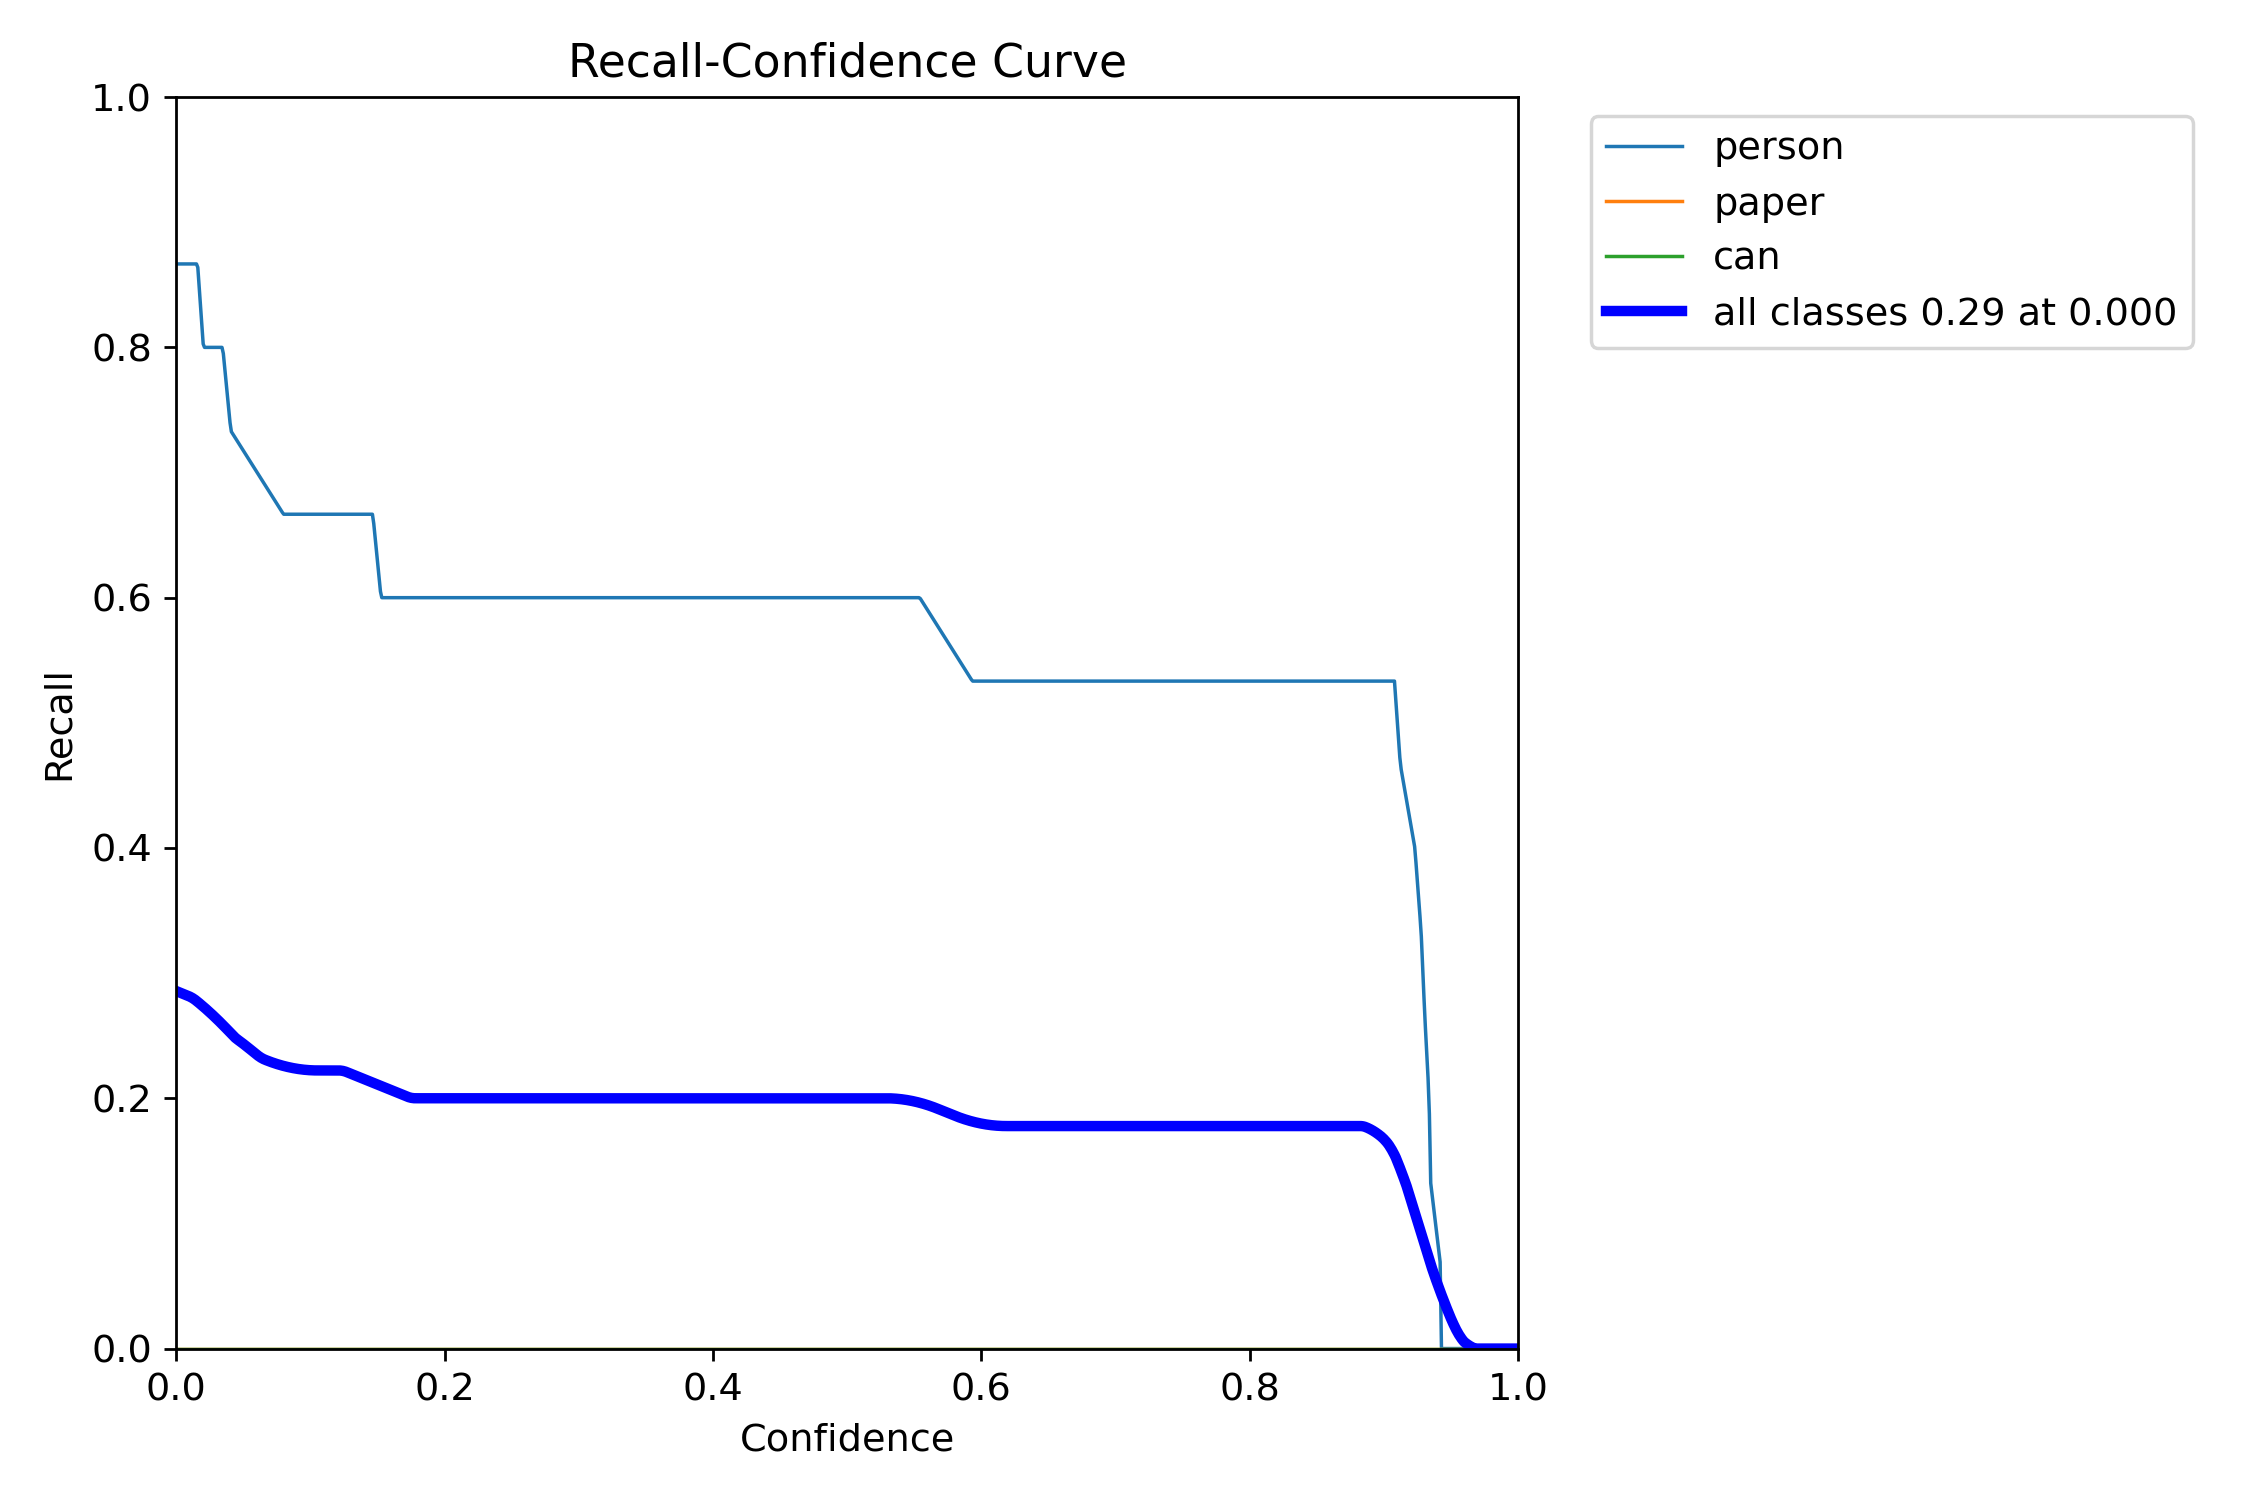 Recall-Confidence Curve
1.0
0.8
0.6
0.4
0.2
0.0
Recall
0.0 0.2 0.4 0.6 0.8 1.0
Confidence
person
paper
can
all classes 0.29 at 0.000